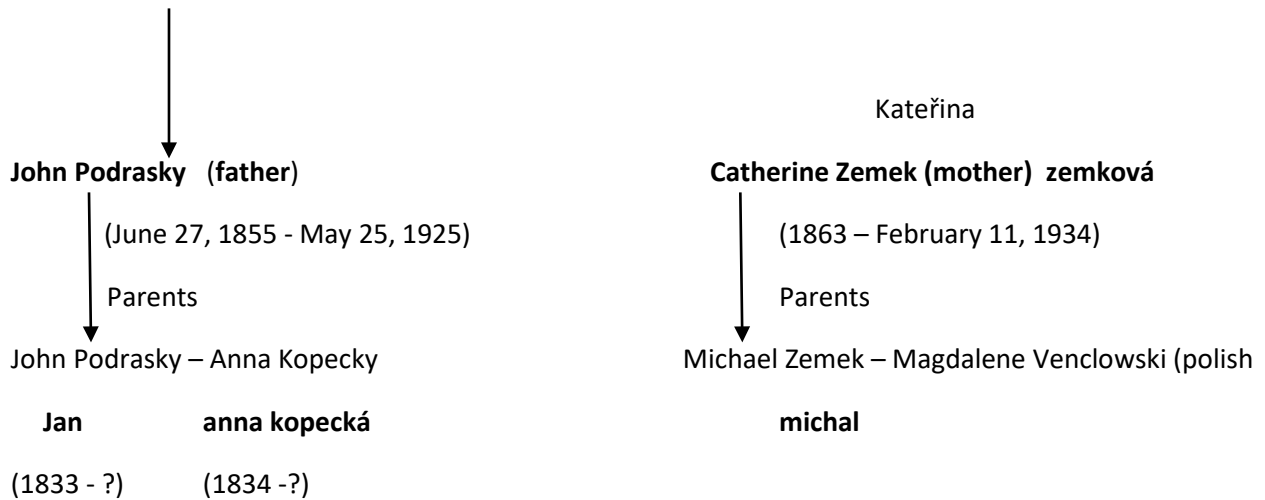 Kateřina
John Podrasky (father) Catherine Zemek (mother) zemková
(June 27, 1855 - May 25, 1925) (1863 – February 11, 1934)
Parents Parents
John Podrasky – Anna Kopecky Michael Zemek – Magdalene Venclowski (polish
Jan anna kopecká michal
(1833 - ?) (1834 -?)